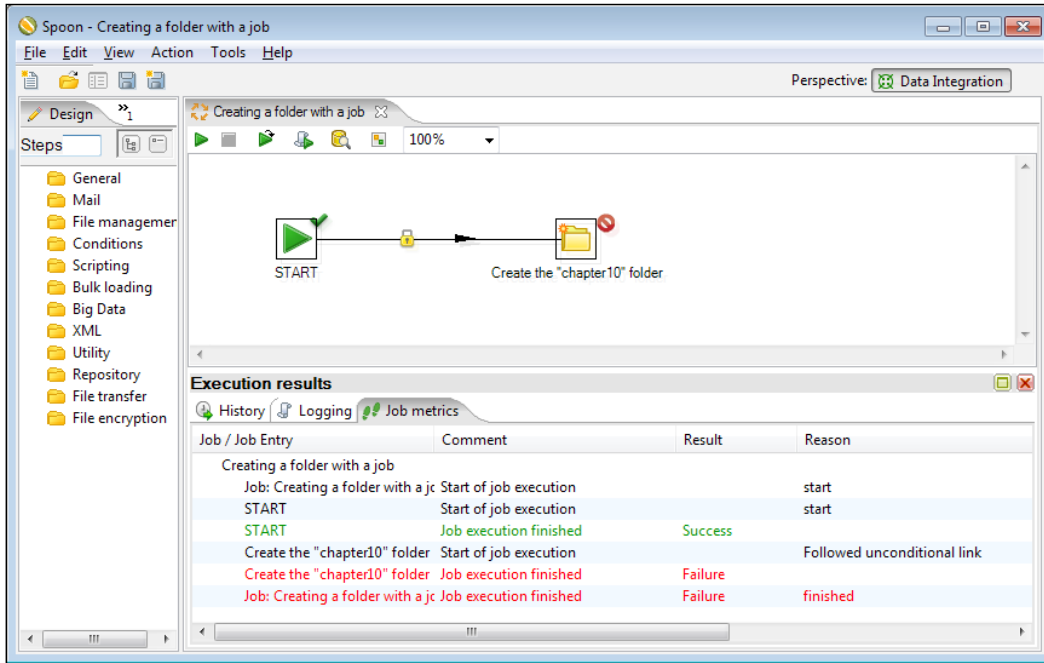 Spoon - Creating a folder with a job
File Edit View Action Tools Help
Perspective: Data Integration
Design »1
Creating a folder with a job
Steps
100%
General
Mail
File managemer
Conditions
Scripting
Bulk loading
Big Data
XML
Utility
Repository
File transfer
File encryption
START
Create the "chapter10" folder
Execution results
History Logging Job metrics
Job / Job Entry Comment Result Reason
Creating a folder with a job
Job: Creating a folder with a jc Start of job execution start
START Start of job execution start
START Job execution finished Success
Create the "chapter10" folder Start of job execution Followed unconditional link
Create the "chapter10" folder Job execution finished Failure
Job: Creating a folder with a jc Job execution finished Failure finished